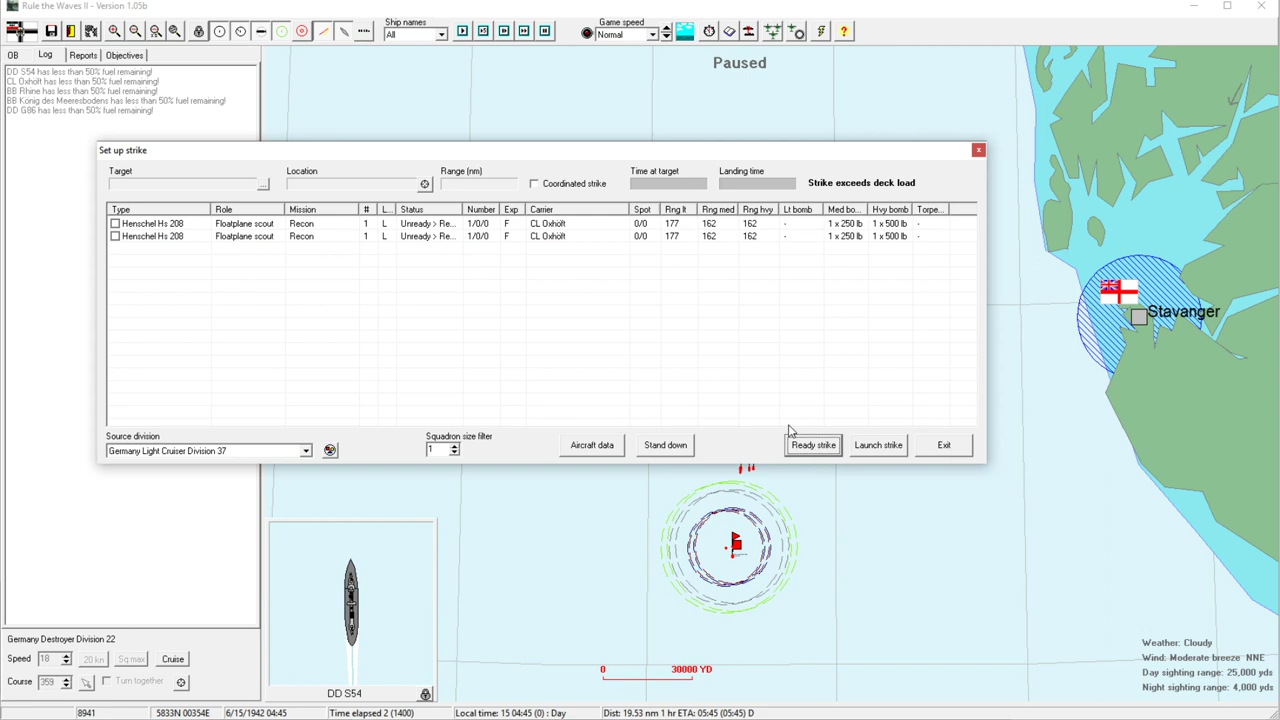 Rule the Waves II - Version 1.05b
Ship names
All
Game speed
Normal
OB Log Reports Objectives
DD S54 has less than 50% fuel remaining!
CL Oxhöft has less than 50% fuel remaining!
BB Rhine has less than 50% fuel remaining!
BB König des Meeresbodens has less than 50% fuel remaining!
DD G86 has less than 50% fuel remaining!
Paused
Set up strike
Target Location Range (nm) Coordinated strike Time at target Landing time Strike exceeds deck load
...
Type Role Mission # L... Status Number Exp Carrier Spot Rng lt Rng med Rng hvy Lt bomb Med bo... Hvy bomb Torpe...
Henschel Hs 208 Floatplane scout Recon 1 L Unready > Re... 1/0/0 F CL Oxhöft 0/0 177 162 162 - 1 x 250 lb 1 x 500 lb -
Henschel Hs 208 Floatplane scout Recon 1 L Unready > Re... 1/0/0 F CL Oxhöft 0/0 177 162 162 - 1 x 250 lb 1 x 500 lb -
Source division
Germany Light Cruiser Division 37
Squadron size filter
1
Aircraft data Stand down Ready strike Launch strike Exit
Stavanger
DD S54
0 30000 YD
Weather: Cloudy
Wind: Moderate breeze NNE
Day sighting range: 25,000 yds
Night sighting range: 4,000 yds
Germany Destroyer Division 22
Speed 18 20 kn Sq max Cruise
Course 359 Turn together
8941 5833N 00354E 6/15/1942 04:45 Time elapsed 2 (1400) Local time: 15 04:45 (0) : Day Dist: 19.53 nm 1 hr ETA: 05:45 (05:45) D